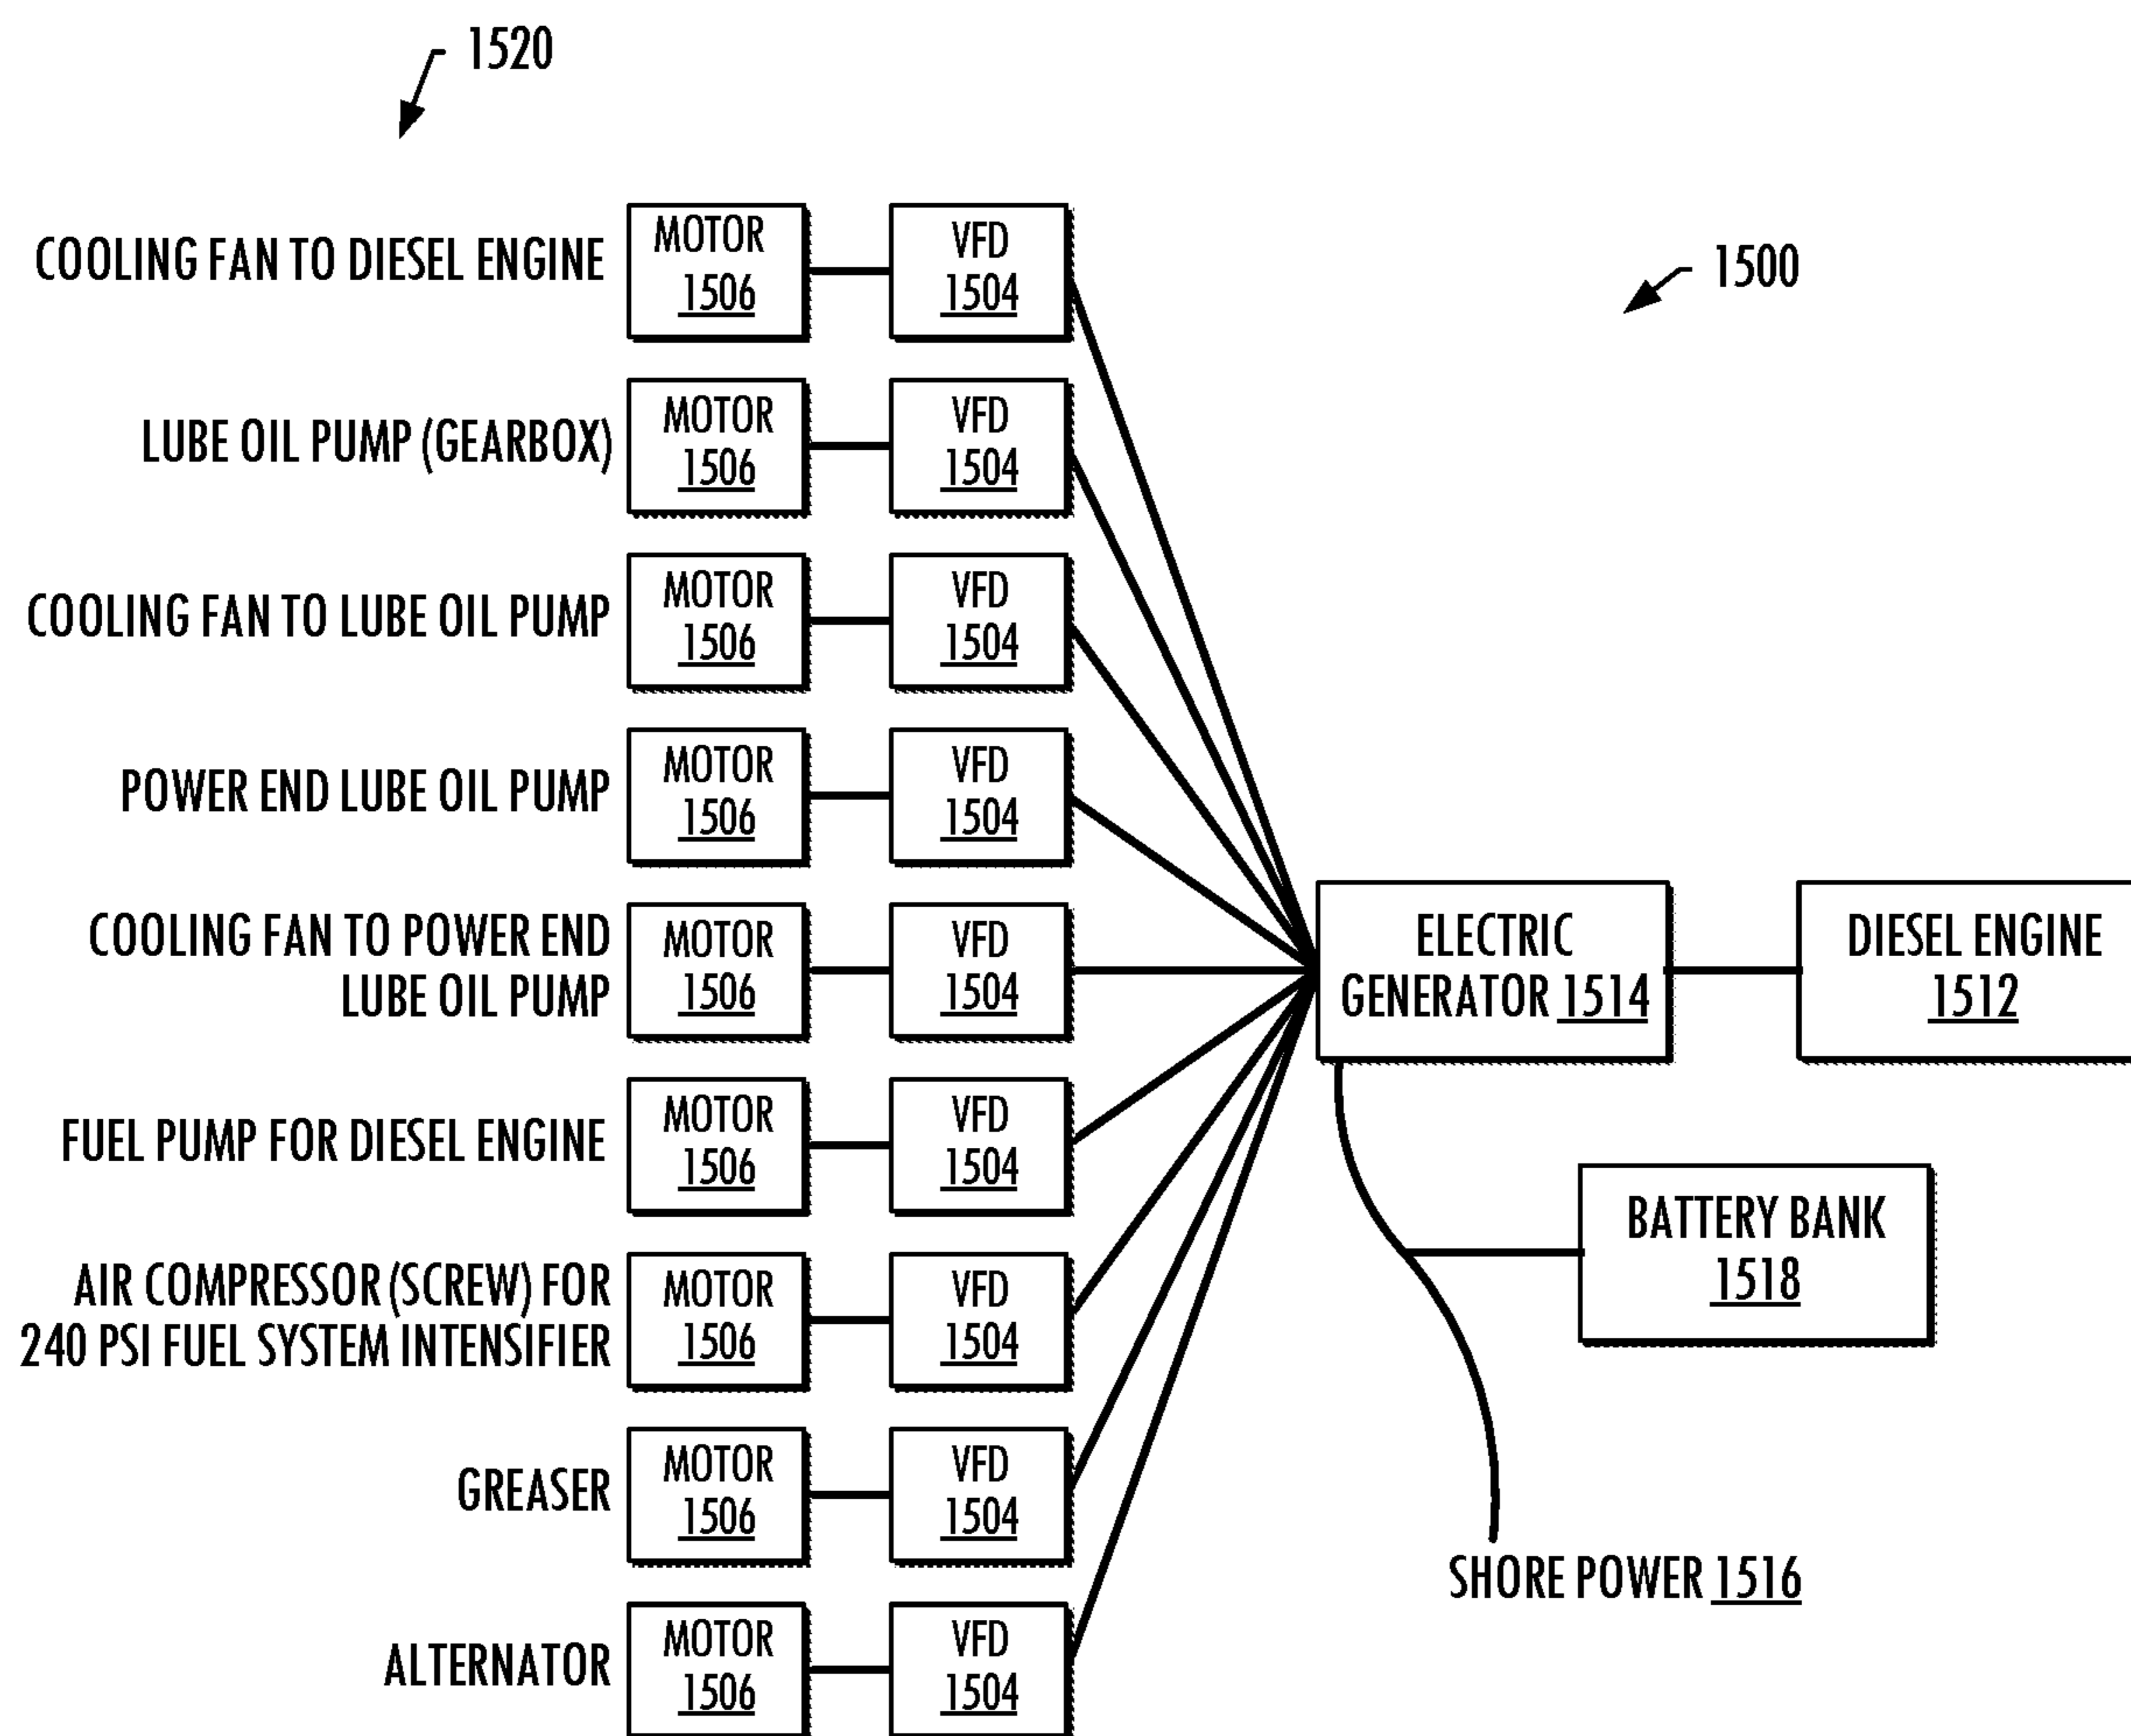 1520
1500
COOLING FAN TO DIESEL ENGINE
MOTOR
1506
VFD
1504
LUBE OIL PUMP (GEARBOX)
MOTOR
1506
VFD
1504
COOLING FAN TO LUBE OIL PUMP
MOTOR
1506
VFD
1504
POWER END LUBE OIL PUMP
MOTOR
1506
VFD
1504
COOLING FAN TO POWER END
LUBE OIL PUMP
MOTOR
1506
VFD
1504
ELECTRIC
GENERATOR 1514
DIESEL ENGINE
1512
FUEL PUMP FOR DIESEL ENGINE
MOTOR
1506
VFD
1504
BATTERY BANK
1518
AIR COMPRESSOR (SCREW) FOR
240 PSI FUEL SYSTEM INTENSIFIER
MOTOR
1506
VFD
1504
GREASER
MOTOR
1506
VFD
1504
SHORE POWER 1516
ALTERNATOR
MOTOR
1506
VFD
1504